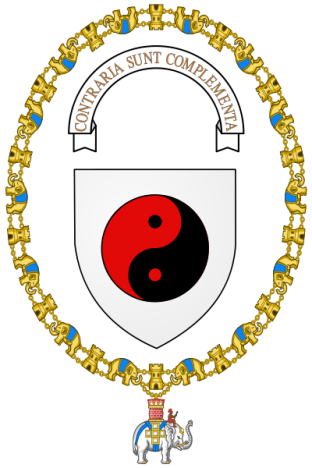 CONTRARIA SUNT COMPLEMENTA